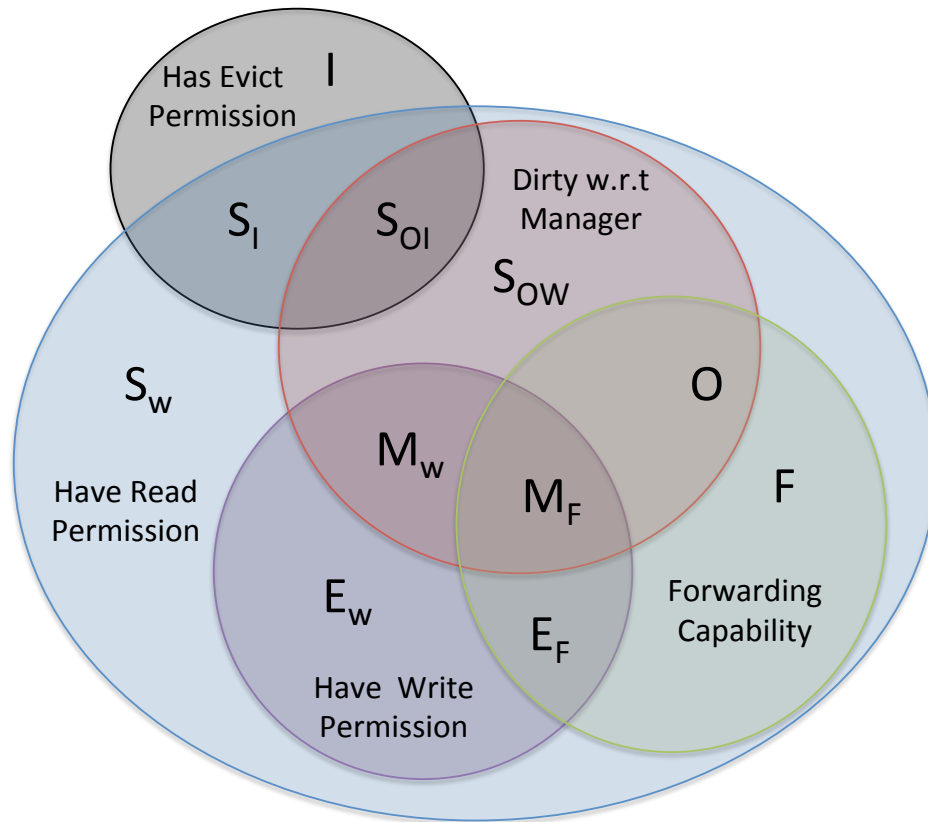 I
Has Evict
Permission
Dirty w.r.t
Manager
S_I
S_OI
S_OW
S_w
O
M_w
M_F
F
Have Read
Permission
E_w
E_F
Forwarding
Capability
Have Write
Permission